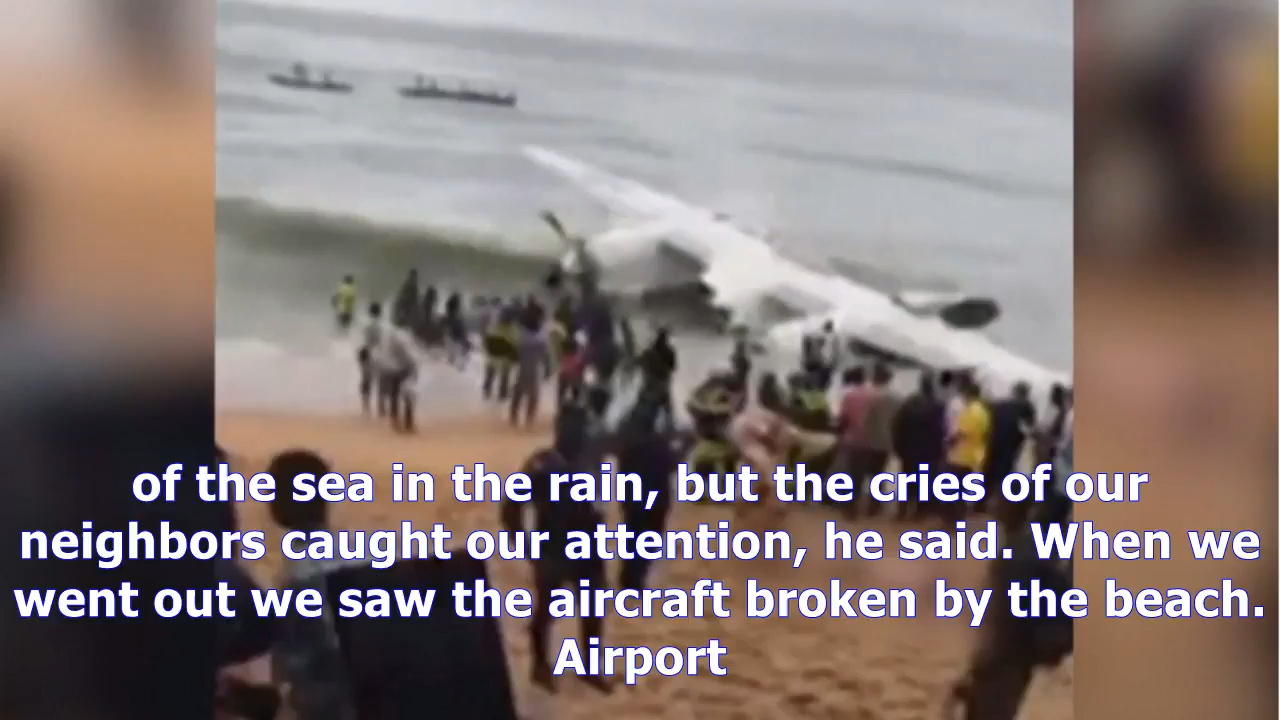 of the sea in the rain, but the cries of our
neighbors caught our attention, he said. When we
went out we saw the aircraft broken by the beach.
Airport